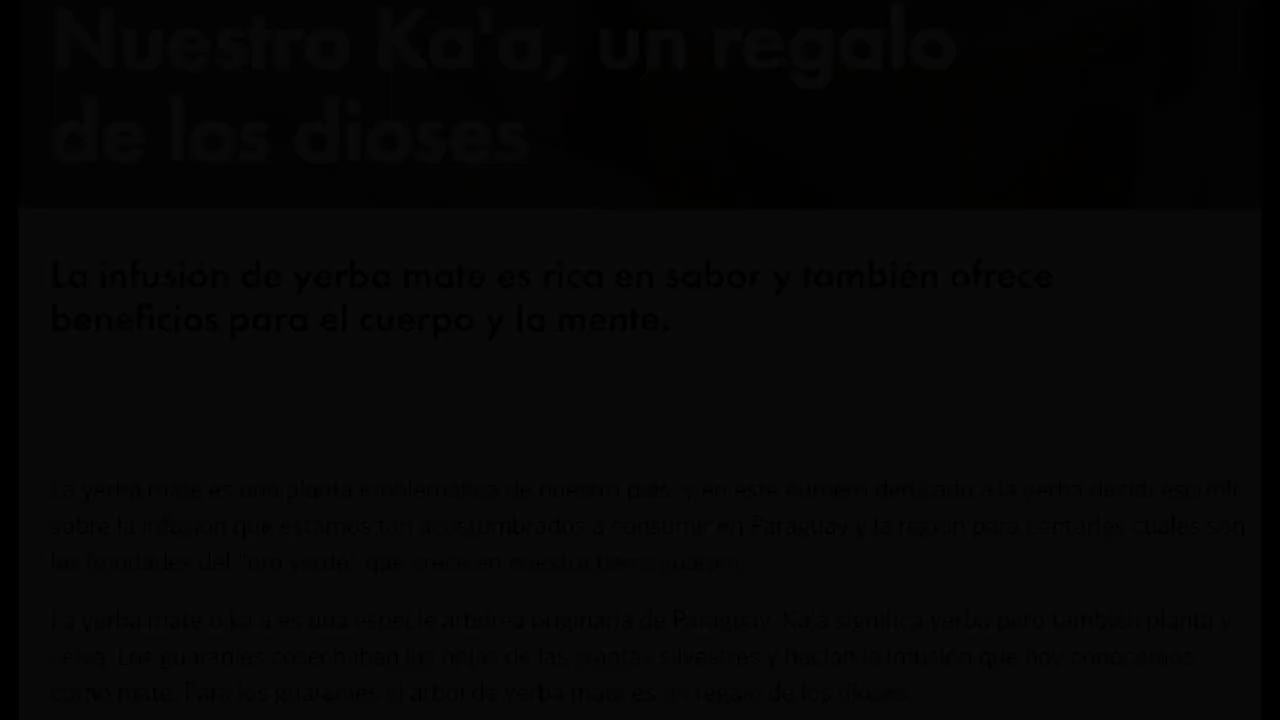 Nuestro Ka'a, un regalo
de los dioses
La infusión de yerba mate es rica en sabor y también ofrece
beneficios para el cuerpo y la mente.
La yerba mate es una planta emblemática de nuestro país, y en este número dedicado a la yerba decidí escribir
sobre la infusión que estamos tan acostumbrados a consumir en Paraguay y la región para contarles cuáles son
las bondades del "oro verde" que crece en nuestra tierra guaraní.
La yerba mate o ka'a es una especie arbórea originaria de Paraguay. Ka'a significa yerba, pero también planta y
selva. Los guaraníes cosechaban las hojas de las plantas silvestres y hacían la infusión que hoy conocemos
como mate. Para los guaraníes el árbol de yerba mate es un regalo de los dioses.